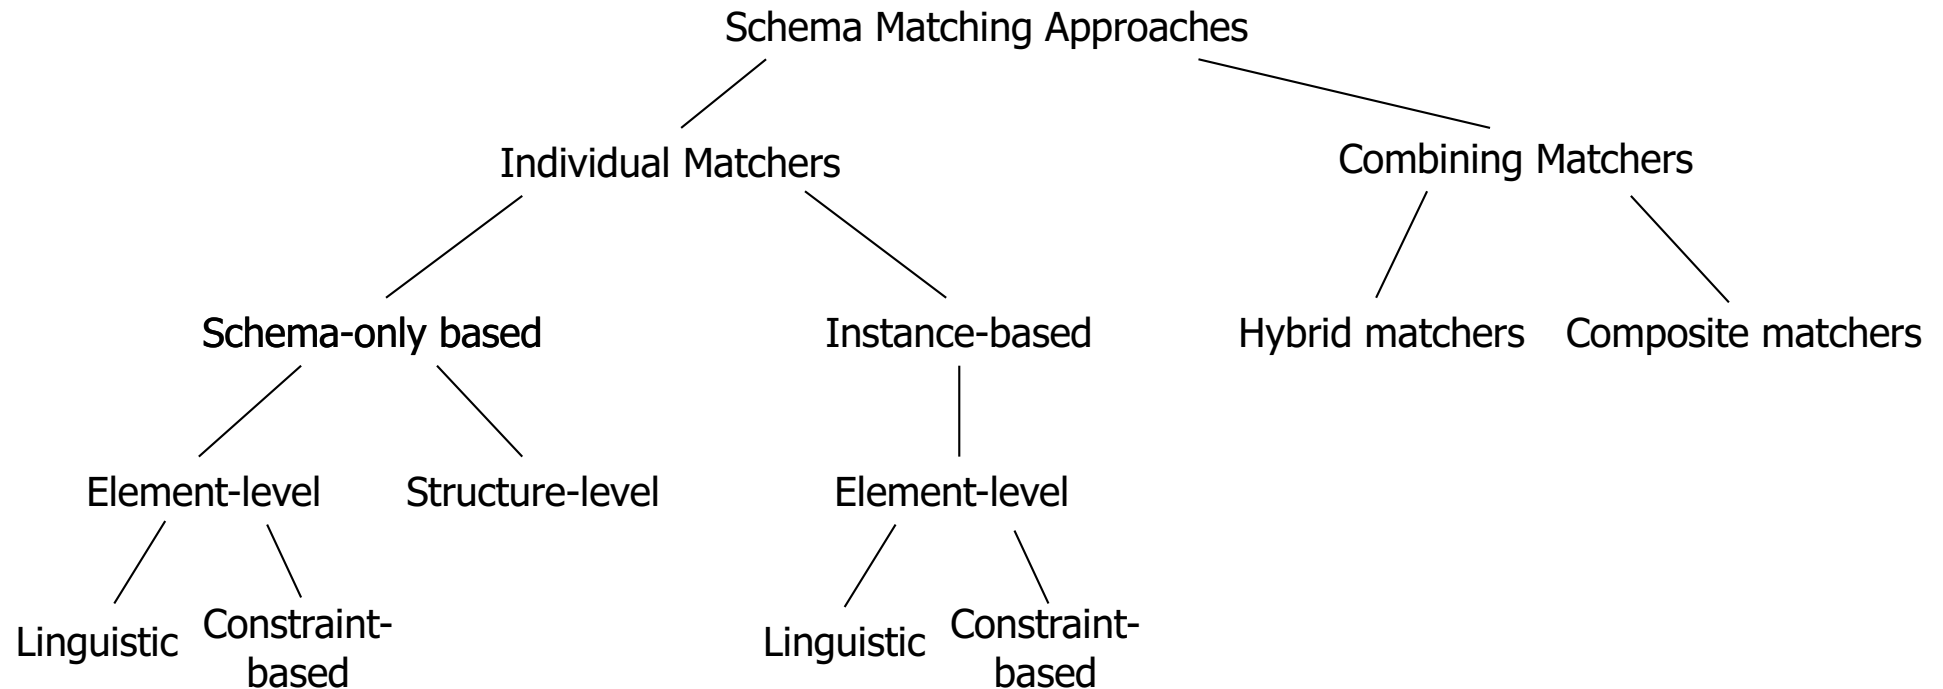 Schema Matching Approaches
Individual Matchers
Combining Matchers
Schema-only based
Instance-based
Hybrid matchers
Composite matchers
Element-level
Structure-level
Element-level
Linguistic
Constraint-
based
Linguistic
Constraint-
based